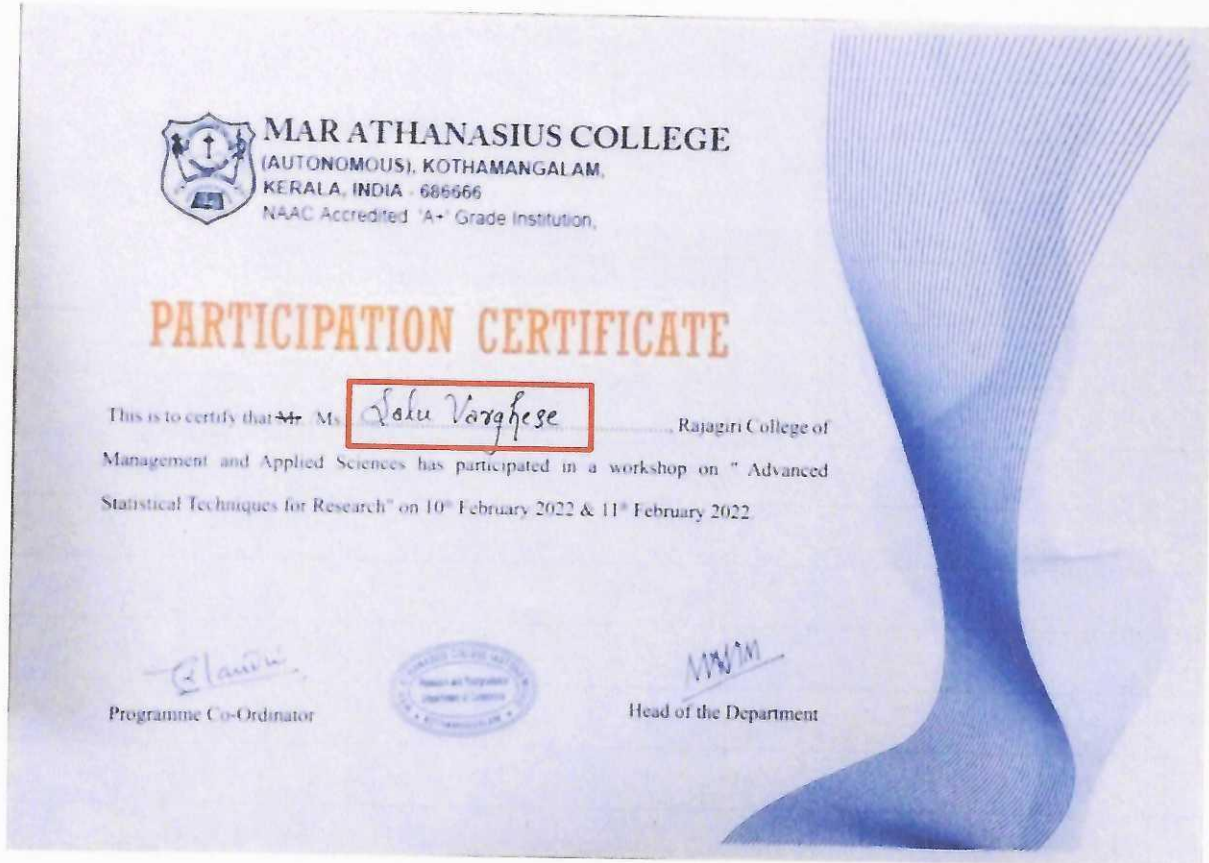 MAR ATHANASIUS COLLEGE
(AUTONOMOUS), KOTHAMANGALAM,
KERALA, INDIA - 686666
NAAC Accredited 'A+' Grade Institution,
PARTICIPATION CERTIFICATE
This is to certify that Mr. Ms. Varghese, Rajagiri College of
Management and Applied Sciences has participated in a workshop on " Advanced
Statistical Techniques for Research" on 10th February 2022 & 11th February 2022
Programme Co-Ordinator
Head of the Department